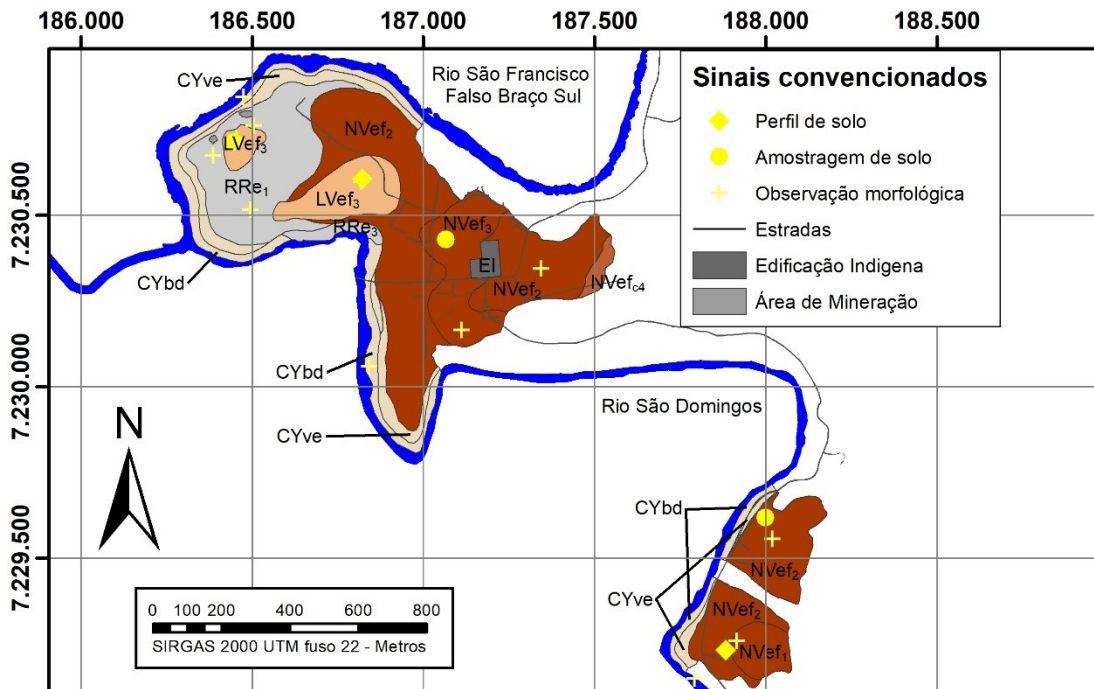 186.000 186.500 187.000 187.500 188.000 188.500
CYve
Rio São Francisco
Falso Braço Sul
Sinais convencionados
Perfil de solo
Amostragem de solo
Observação morfológica
Estradas
Edificação Indigena
Área de Mineração
NVef₂
LVef₃
RRe₁
LVef₃
7.230.500
RRe₃
NVef₃
EI
NVef₂
NVef_c4
CYbd
CYbd
7.230.000
Rio São Domingos
CYve
N
CYbd
7.229.500
NVef₂
CYve
NVef₂
NVef₁
0 100 200 400 600 800
SIRGAS 2000 UTM fuso 22 - Metros